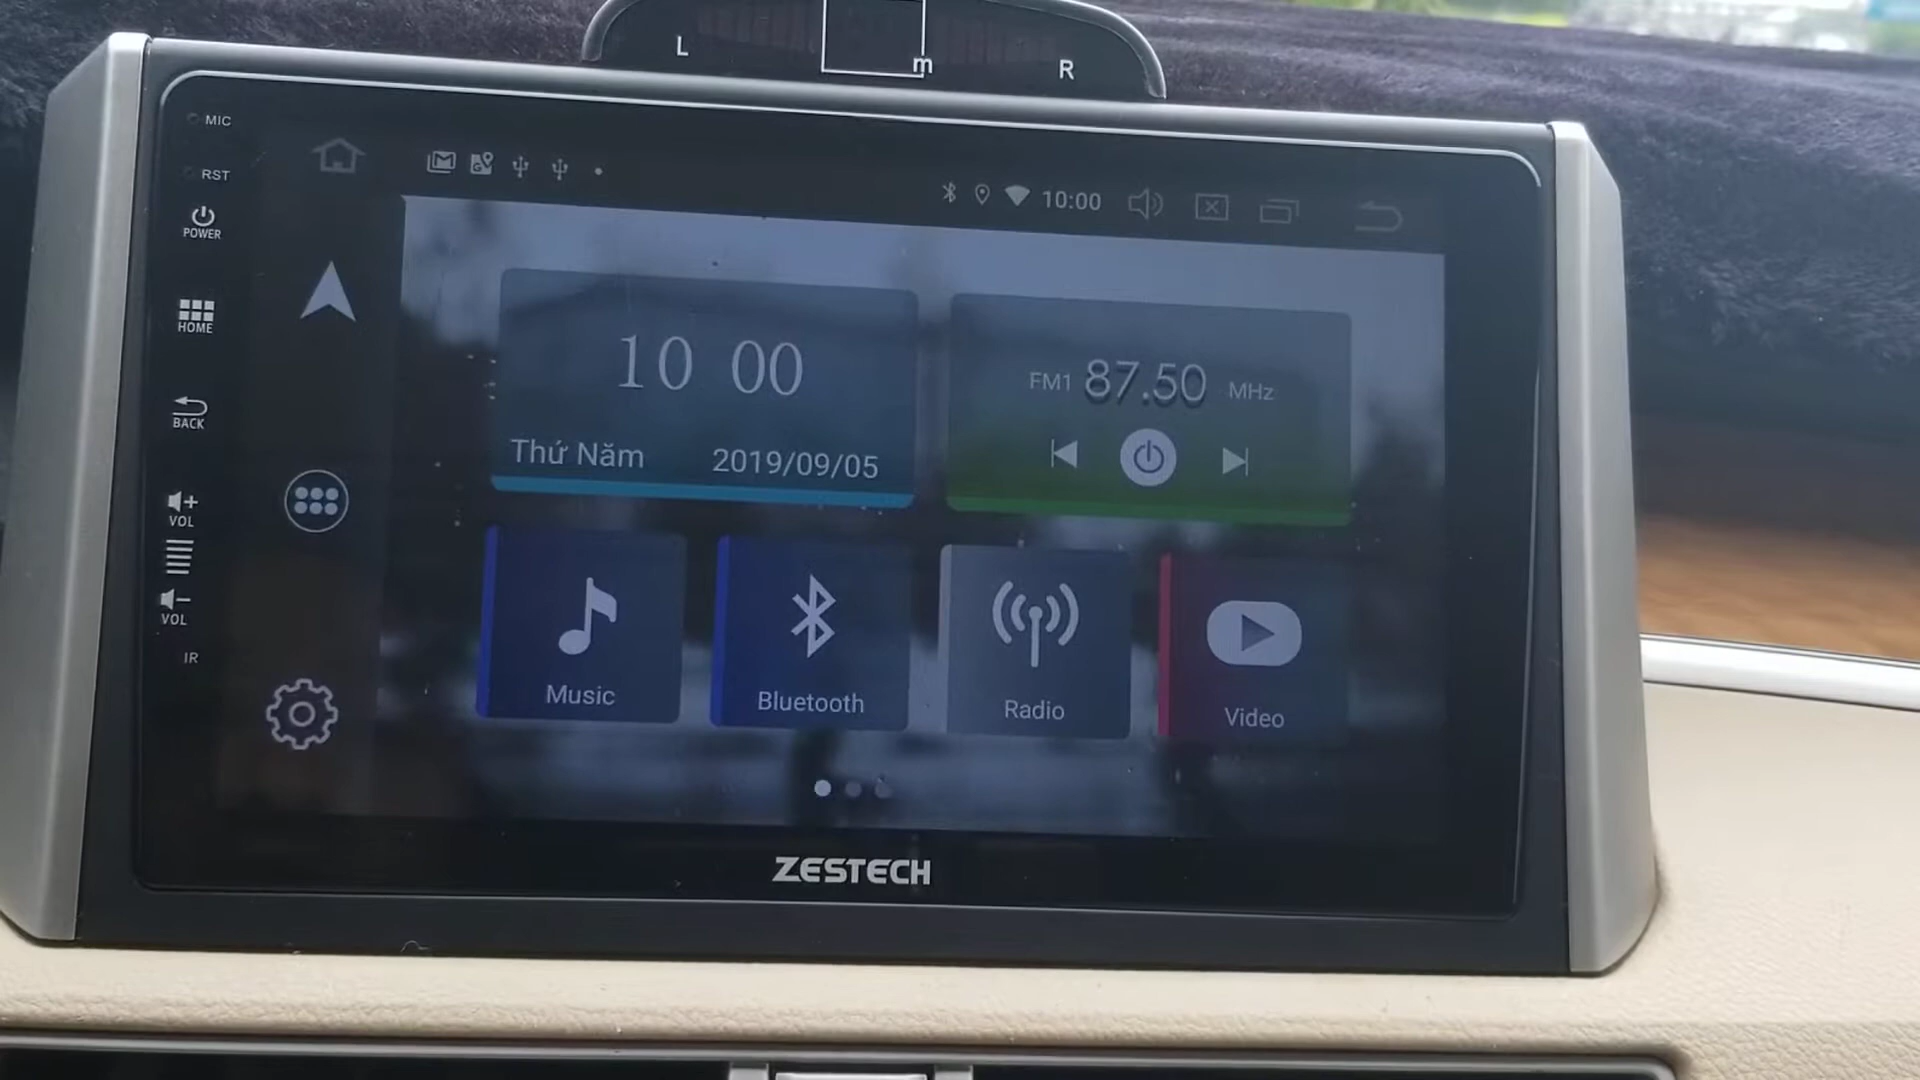 L m R
MIC
RST
POWER
HOME
BACK
VOL
VOL
IR
10:00
10 00
Thứ Năm 2019/09/05
FM1 87.50 MHz
Music Bluetooth Radio Video
ZESTECH